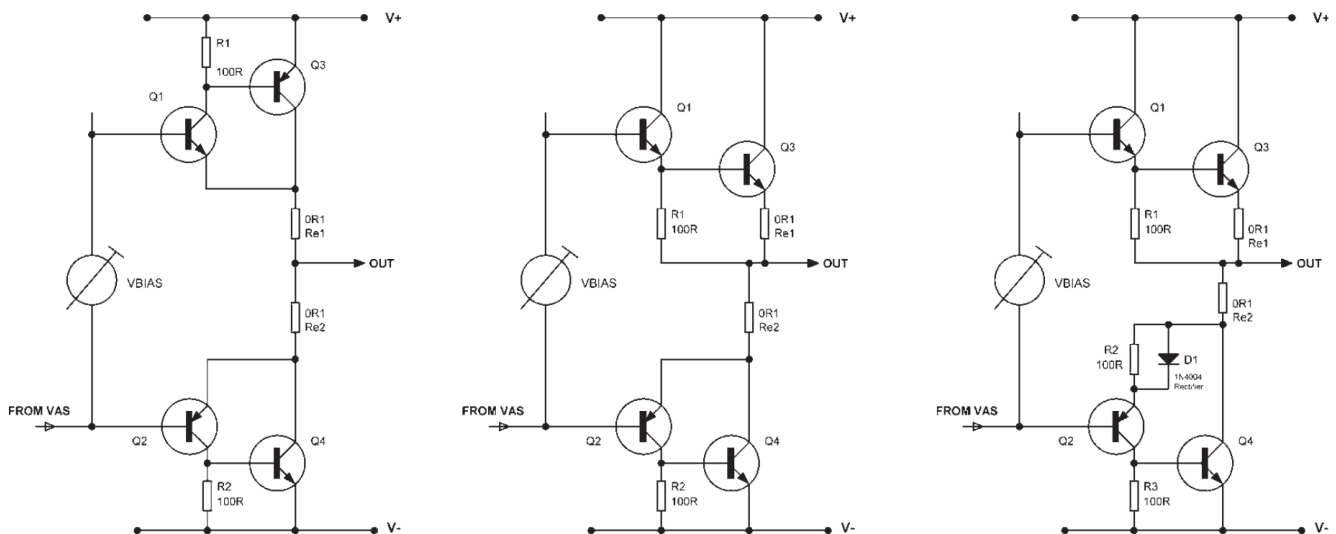 V+
R1
100R
Q3
Q1
0R1
Re1
OUT
VBIAS
0R1
Re2
FROM VAS
Q2
Q4
R2
100R
V-
V+
Q1
Q3
R1
100R
0R1
Re1
OUT
VBIAS
0R1
Re2
FROM VAS
Q2
Q4
R2
100R
V-
V+
Q1
Q3
R1
100R
0R1
Re1
OUT
VBIAS
0R1
Re2
R2
100R
D1
1N4004
Rectifier
FROM VAS
Q2
Q4
R3
100R
V-